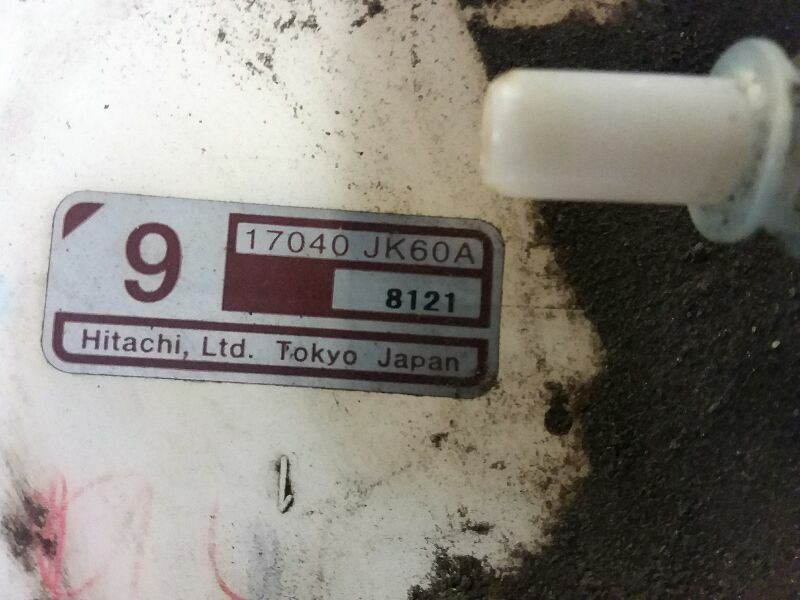 9
17040 JK60A
8121
Hitachi, Ltd. Tokyo Japan